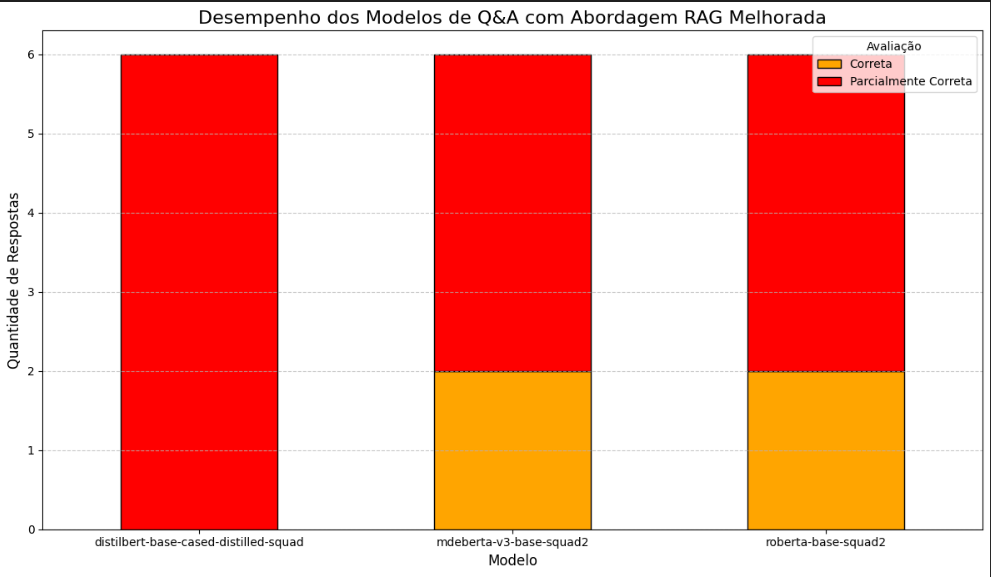 Desempenho dos Modelos de Q&A com Abordagem RAG Melhorada
Avaliação
Correta
Parcialmente Correta
Quantidade de Respostas
6
5
4
3
2
1
0
distilbert-base-cased-distilled-squad
mdeberta-v3-base-squad2
roberta-base-squad2
Modelo